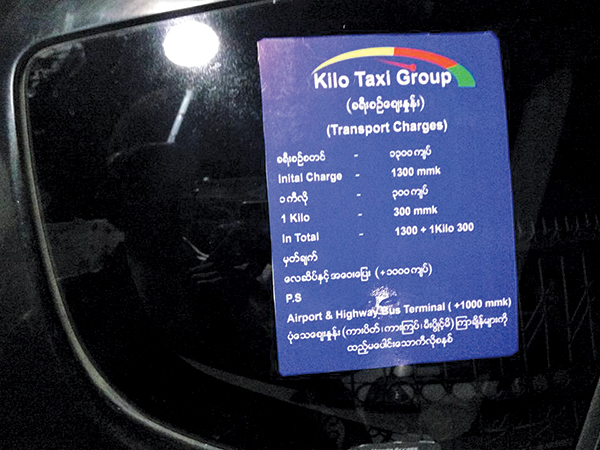 Kilo Taxi Group
(ခရီးစဉ်စျေးနှုန်း)
(Transport Charges)
ခရီးစဉ်စတင် - ၁၃၀၀ကျပ်
Inital Charge - 1300 mmk
၁ ကီလို - ၃၀၀ကျပ်
1 Kilo - 300 mmk
In Total - 1300 + 1Kilo 300
မှတ်ချက်
လေဆိပ်နှင့် အဝေးပြေး (+၁၀၀၀ကျပ်)
P.S
Airport & Highway Bus Terminal ( +1000 mmk)
ပုံသေစျေးနှုန်း (ကားပိတ်၊ ကားကြပ်၊ မီးပွိုင့်မိ) ကြာချိန်များကို
ထည့်မပေါင်းသောကီလိုစနစ်